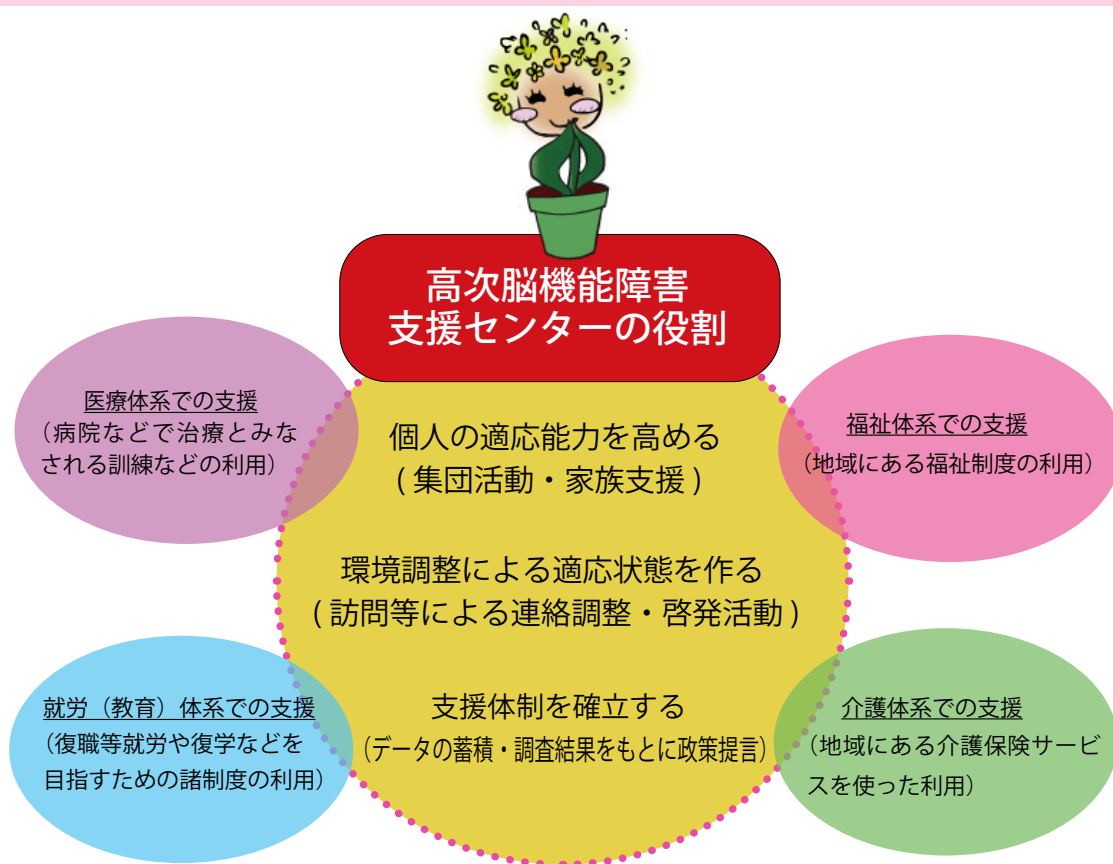 高次脳機能障害
支援センターの役割
医療体系での支援
（病院などで治療とみな
される訓練などの利用）
個人の適応能力を高める
( 集団活動・家族支援 )
福祉体系での支援
（地域にある福祉制度の利用）
環境調整による適応状態を作る
( 訪問等による連絡調整・啓発活動 )
就労（教育）体系での支援
（復職等就労や復学などを
目指すための諸制度の利用）
支援体制を確立する
（データの蓄積・調査結果をもとに政策提言）
介護体系での支援
（地域にある介護保険サービ
スを使った利用）